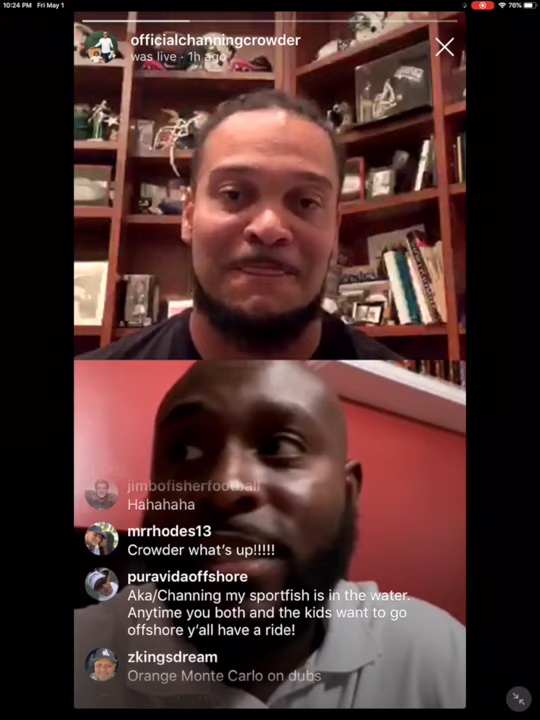 10:24 PM Fri May 1
76%
officialchanningcrowder
was live · 1h ago
jimbofisherfootball
Hahahaha
mrrhodes13
Crowder what's up!!!!!
puravidaoffshore
Aka/Channing my sportfish is in the water.
Anytime you both and the kids want to go
offshore y'all have a ride!
zkingsdream
Orange Monte Carlo on dubs